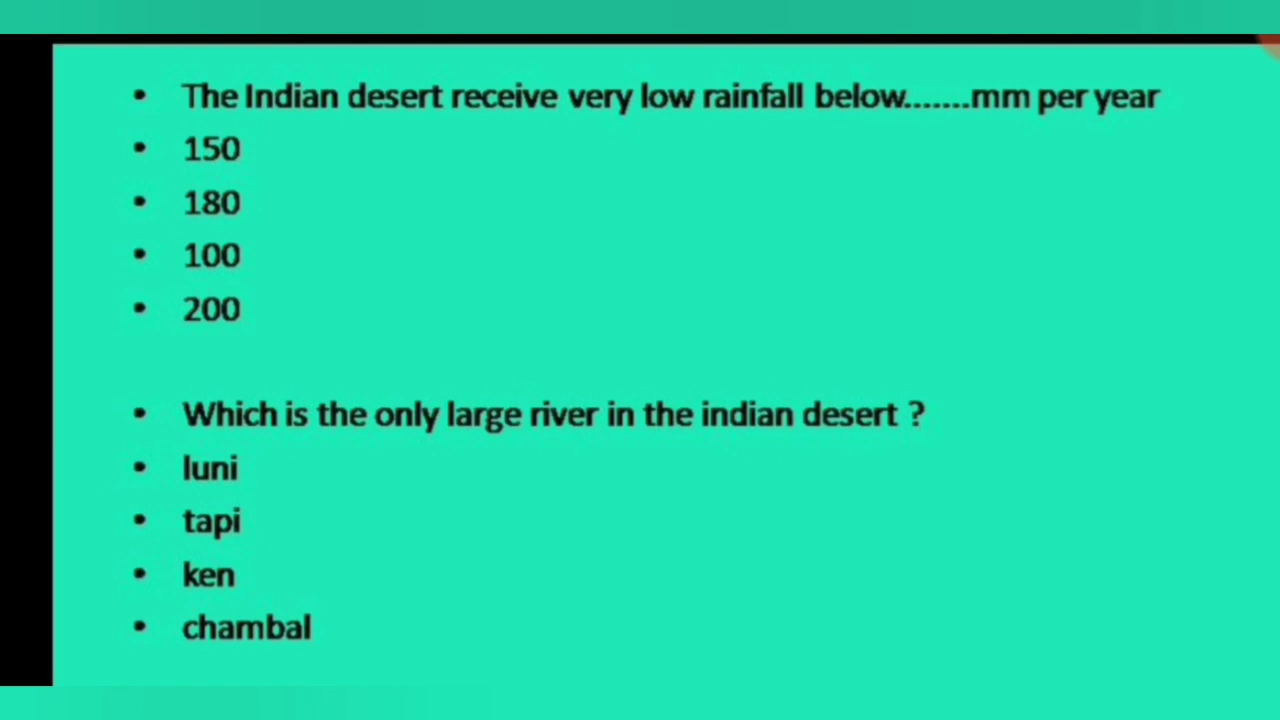 • The Indian desert receive very low rainfall below.......mm per year
• 150
• 180
• 100
• 200
• Which is the only large river in the indian desert ?
• luni
• tapi
• ken
• chambal